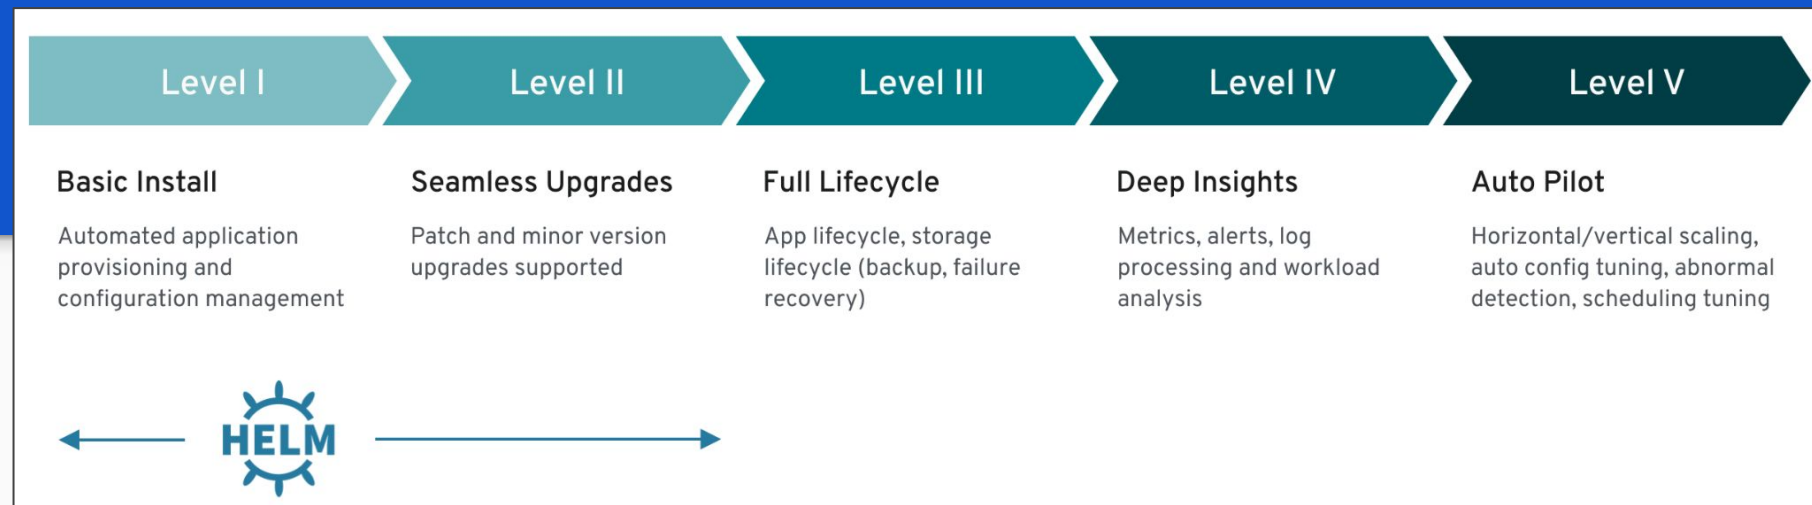 Level I
Level II
Level III
Level IV
Level V
Basic Install
Automated application
provisioning and
configuration management
Seamless Upgrades
Patch and minor version
upgrades supported
Full Lifecycle
App lifecycle, storage
lifecycle (backup, failure
recovery)
Deep Insights
Metrics, alerts, log
processing and workload
analysis
Auto Pilot
Horizontal/vertical scaling,
auto config tuning, abnormal
detection, scheduling tuning
HELM